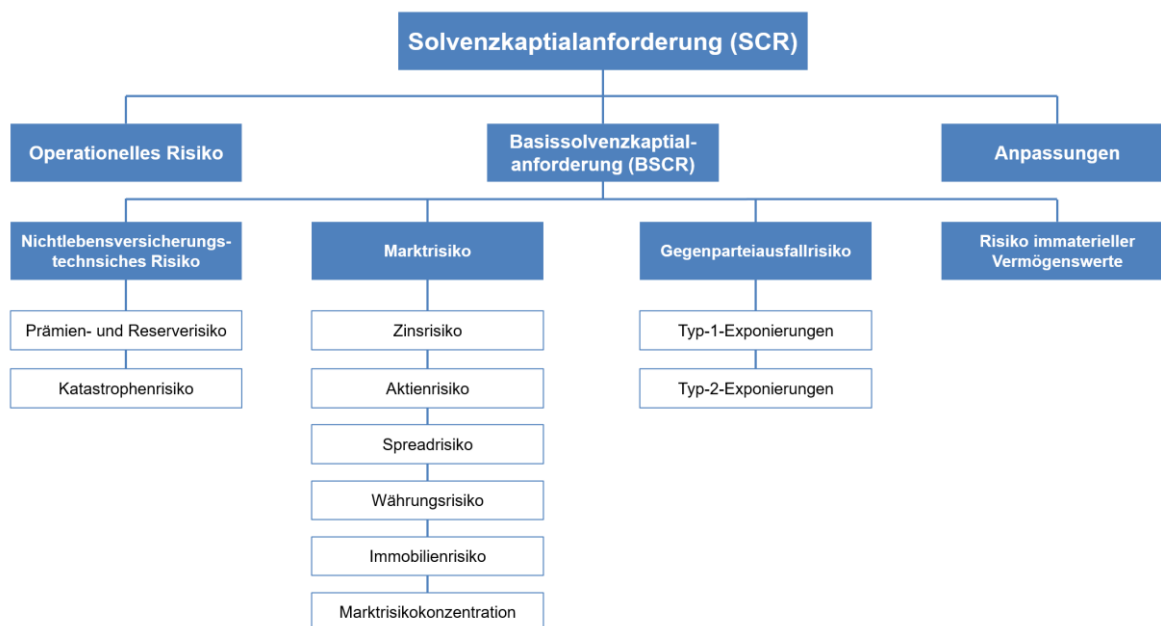 Solvenzkaptialanforderung (SCR)
Operationelles Risiko
Basissolvenzkaptial-
anforderung (BSCR)
Anpassungen
Nichtlebensversicherungs-
technsiches Risiko
Marktrisiko
Gegenparteiausfallrisiko
Risiko immaterieller
Vermögenswerte
Prämien- und Reserverisiko
Zinsrisiko
Typ-1-Exponierungen
Katastrophenrisiko
Aktienrisiko
Typ-2-Exponierungen
Spreadrisiko
Währungsrisiko
Immobilienrisiko
Marktrisikokonzentration